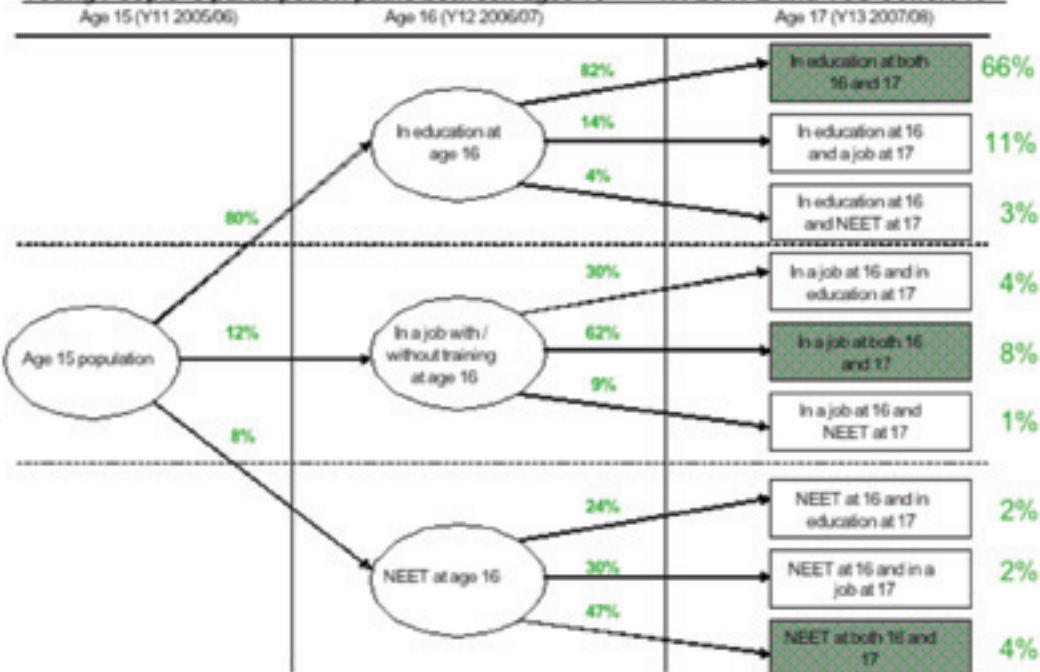 Age 15 (Y11 2005/06)
Age 16 (Y12 2006/07)
Age 17 (Y13 2007/08)
82%
In education at both
16 and 17
66%
In education at
age 16
14%
In education at 16
and a job at 17
11%
4%
In education at 16
and NEET at 17
3%
80%
30%
In a job at 16 and in
education at 17
4%
Age 15 population
12%
In a job with /
without training
at age 16
62%
In a job at both 16
and 17
8%
9%
In a job at 16 and
NEET at 17
1%
8%
24%
NEET at 16 and in
education at 17
2%
NEET at age 16
30%
NEET at 16 and in a
job at 17
2%
47%
NEET at both 16 and
17
4%